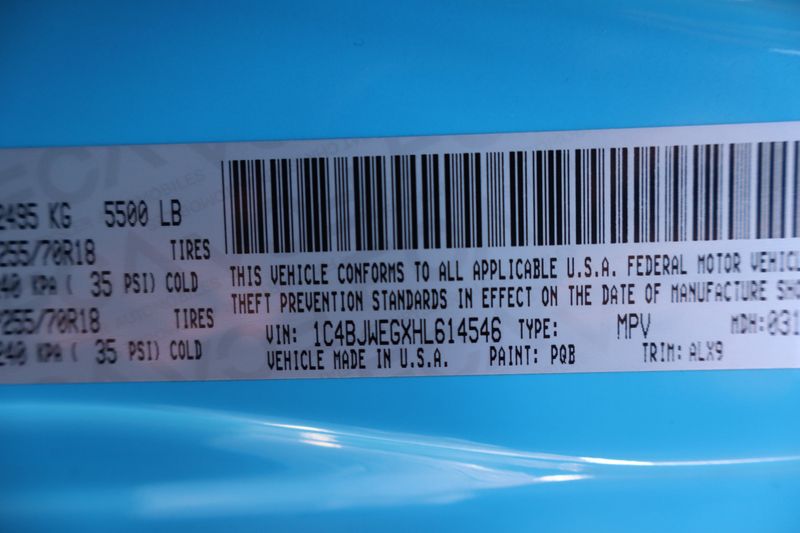 2495 KG 5500 LB
255/70R18 TIRES
240 KPA ( 35 PSI) COLD
255/70R18 TIRES
240 KPA ( 35 PSI) COLD
THIS VEHICLE CONFORMS TO ALL APPLICABLE U.S.A. FEDERAL MOTOR VEHICL
THEFT PREVENTION STANDARDS IN EFFECT ON THE DATE OF MANUFACTURE SHO
VIN: 1C4BJWEGXHL614546 TYPE: MPV MDH:031
VEHICLE MADE IN U.S.A. PAINT: PQB TRIM: ALX9